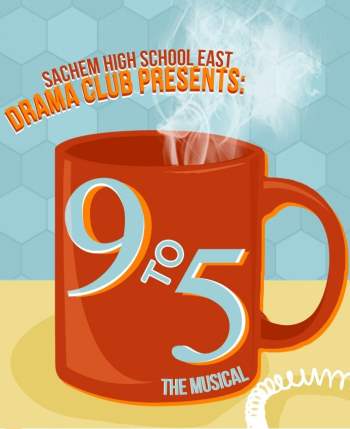 SACHEM HIGH SCHOOL EAST
DRAMA CLUB PRESENTS:
9
TO
5
THE MUSICAL